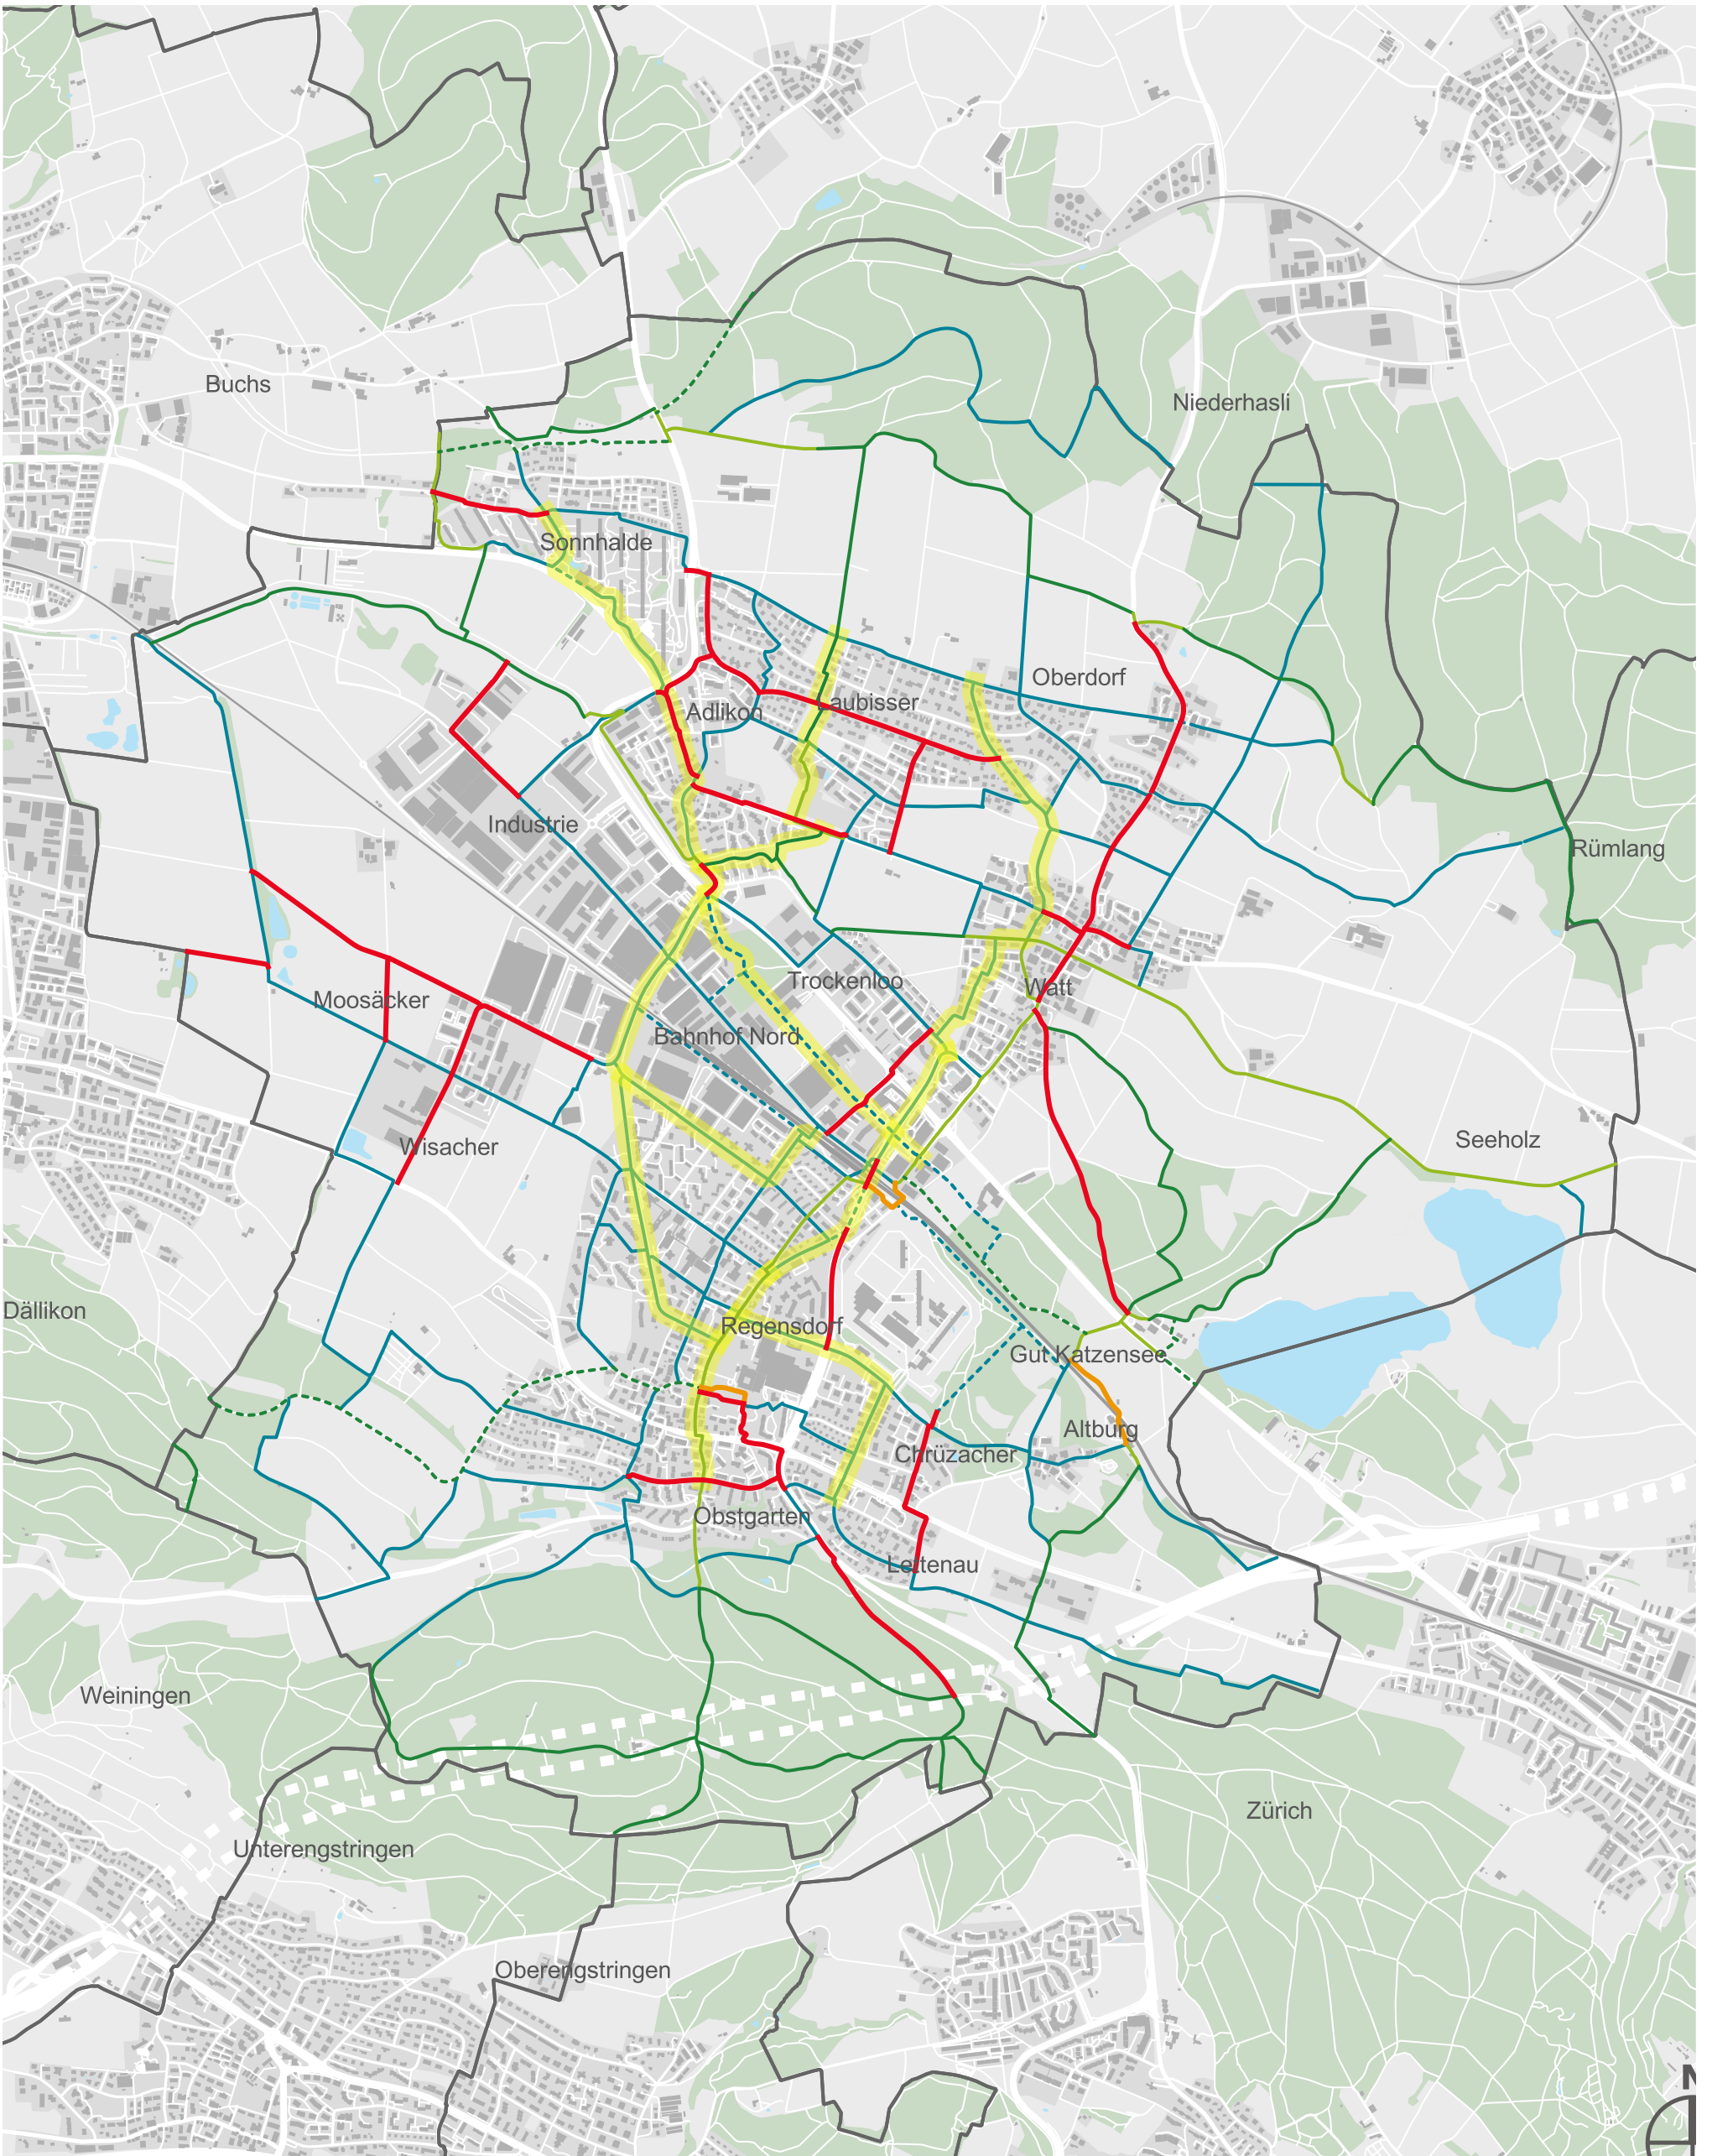 Buchs
Niederhasli
Sonnhalde
Oberdorf
Laubisser
Adlikon
Industrie
Rümlang
Trockenloo
Watt
Moosäcker
Bahnhof Nord
Seeholz
Wisacher
Dällikon
Regensdorf
Gut Katzensee
Altburg
Chrüzacher
Obstgarten
Lettenau
Weiningen
Zürich
Unterengstringen
Oberengstringen
N